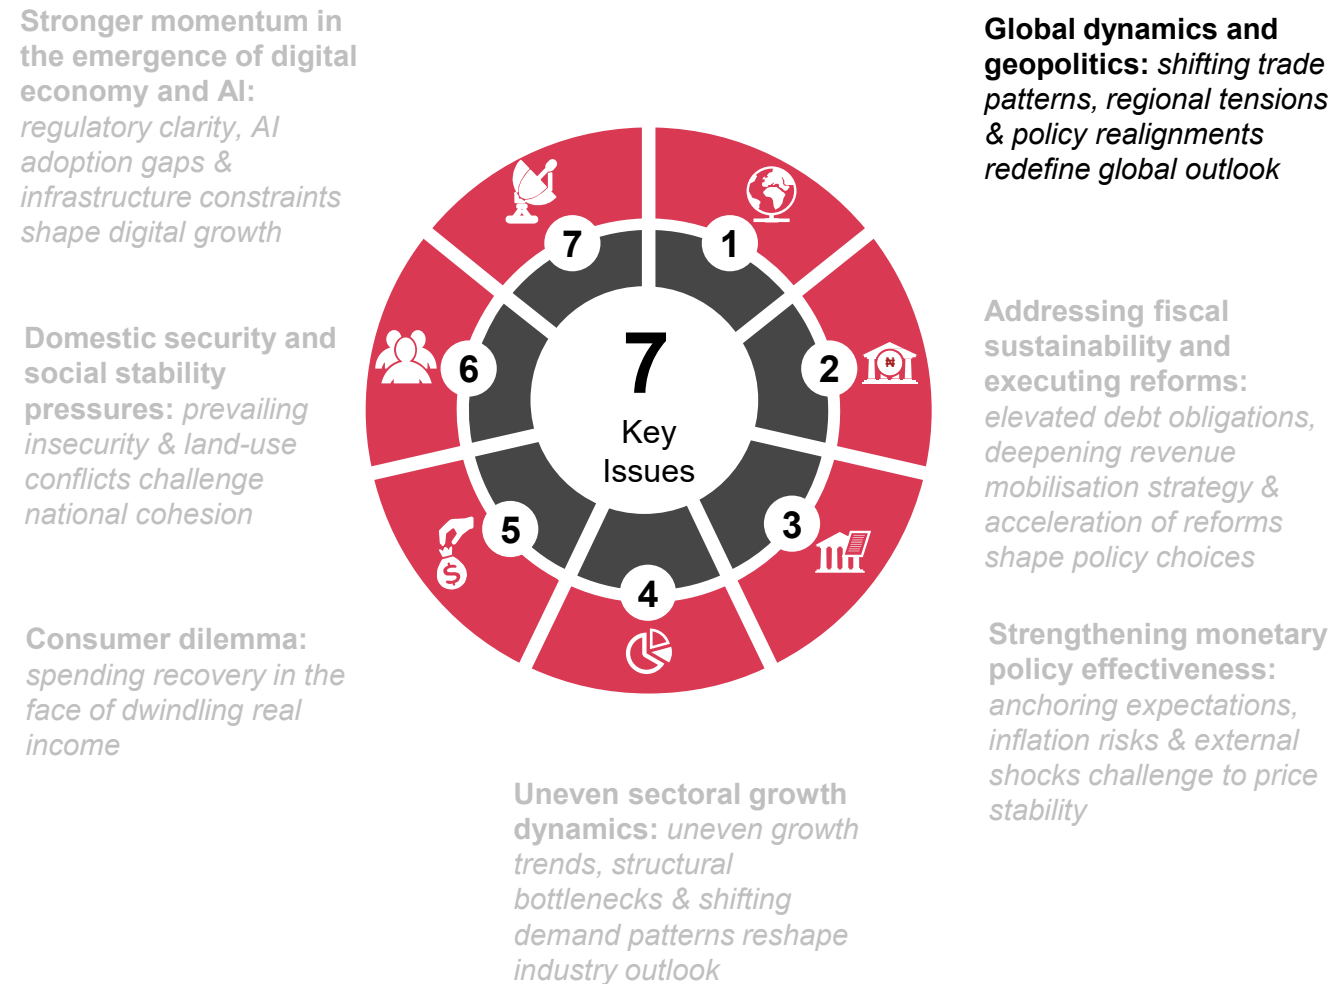 Stronger momentum in
the emergence of digital
economy and AI:
regulatory clarity, AI
adoption gaps &
infrastructure constraints
shape digital growth
Global dynamics and
geopolitics: shifting trade
patterns, regional tensions
& policy realignments
redefine global outlook
7
1
Domestic security and
social stability
pressures: prevailing
insecurity & land-use
conflicts challenge
national cohesion
6
7
Key
Issues
2
₦
Addressing fiscal
sustainability and
executing reforms:
elevated debt obligations,
deepening revenue
mobilisation strategy &
acceleration of reforms
shape policy choices
5
$
4
3
Consumer dilemma:
spending recovery in the
face of dwindling real
income
Strengthening monetary
policy effectiveness:
anchoring expectations,
inflation risks & external
shocks challenge to price
stability
Uneven sectoral growth
dynamics: uneven growth
trends, structural
bottlenecks & shifting
demand patterns reshape
industry outlook